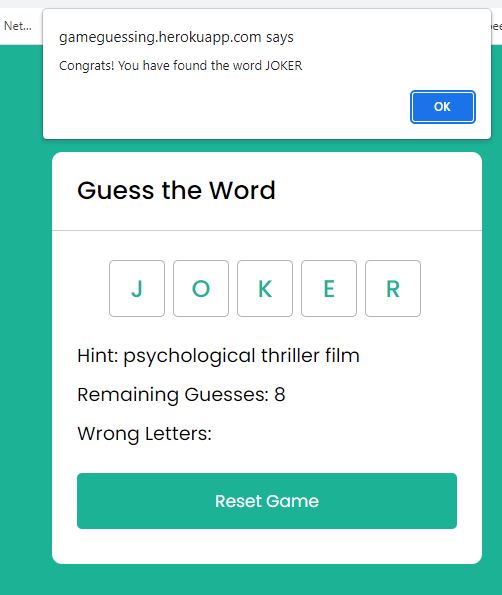 Net...
gameguessing.herokuapp.com says
Congrats! You have found the word JOKER
OK
Guess the Word
J O K E R
Hint: psychological thriller film
Remaining Guesses: 8
Wrong Letters:
Reset Game